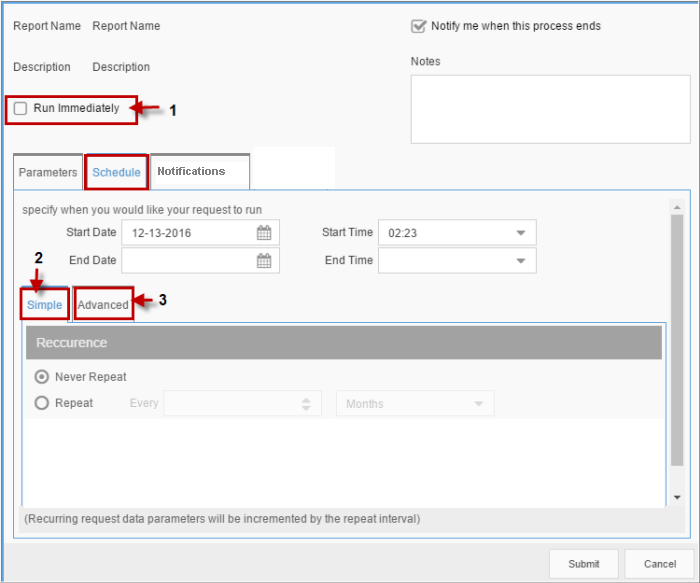 Report Name Report Name
Notify me when this process ends
Description Description
Notes
Run Immediately 1
Parameters Schedule Notifications
specify when you would like your request to run
Start Date 12-13-2016 Start Time 02:23
End Date End Time
2
Simple Advanced 3
Reccurence
Never Repeat
Repeat Every Months
(Recurring request data parameters will be incremented by the repeat interval)
Submit Cancel